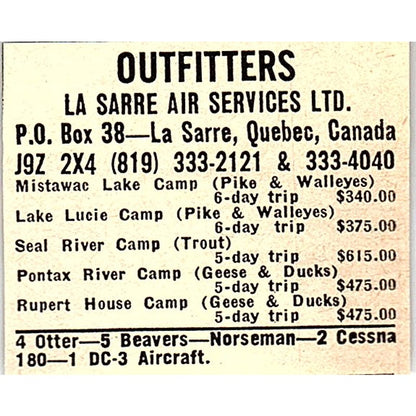 OUTFITTERS
LA SARRE AIR SERVICES LTD.
P.O. Box 38—La Sarre, Quebec, Canada
J9Z 2X4 (819) 333-2121 & 333-4040
Mistawac Lake Camp (Pike & Walleyes)
6-day trip $340.00
Lake Lucie Camp (Pike & Walleyes)
6-day trip $375.00
Seal River Camp (Trout)
5-day trip $615.00
Pontax River Camp (Geese & Ducks)
5-day trip $475.00
Rupert House Camp (Geese & Ducks)
5-day trip $475.00
4 Otter—5 Beavers—Norseman—2 Cessna
180—1 DC-3 Aircraft.